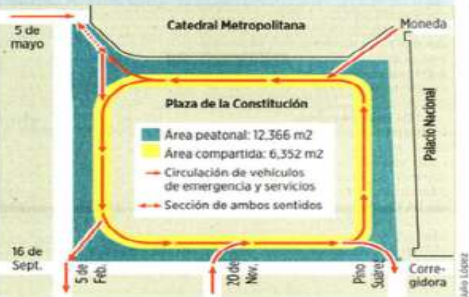 Catedral Metropolitana
Moneda
5 de
mayo
Plaza de la Constitución
Área peatonal: 12,366 m2
Área compartida: 6,352 m2
Circulación de vehículos
de emergencia y servicios
Sección de ambos sentidos
Palacio Nacional
16 de
Sept.
5 de
Feb.
20 de
Nov.
Pino
Suárez
Corre-
gidora
Julio López